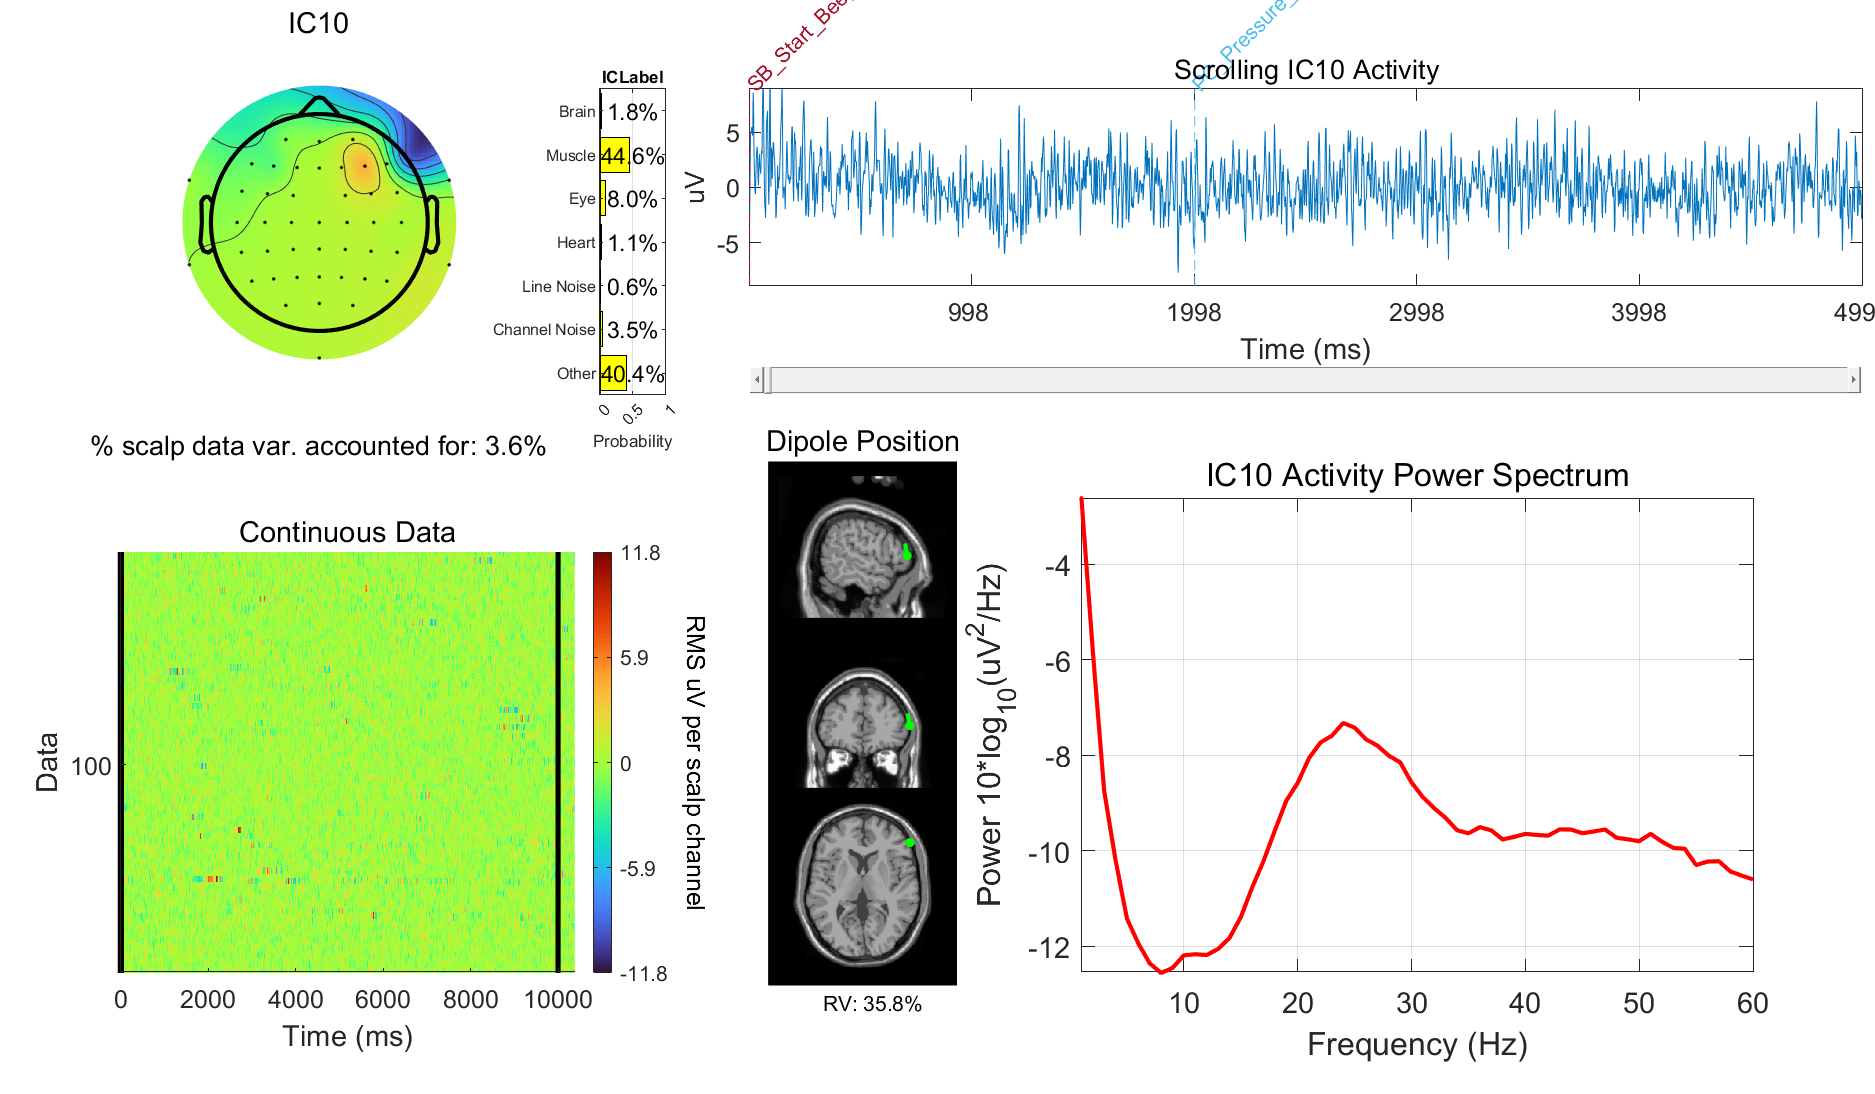 IC10
ICLabel
Brain 1.8%
Muscle 44.6%
Eye 8.0%
Heart 1.1%
Line Noise 0.6%
Channel Noise 3.5%
Other 40.4%
0 0.5 1
Probability
% scalp data var. accounted for: 3.6%
SB_Start_Bee
Pressure_
Scrolling IC10 Activity
5
0
-5
uV
998 1998 2998 3998 499
Time (ms)
Continuous Data
Data
100
0 2000 4000 6000 8000 10000
Time (ms)
11.8
5.9
0
-5.9
-11.8
RMS uV per scalp channel
Dipole Position
RV: 35.8%
IC10 Activity Power Spectrum
Power 10*log10(uV2/Hz)
-4
-6
-8
-10
-12
10 20 30 40 50 60
Frequency (Hz)